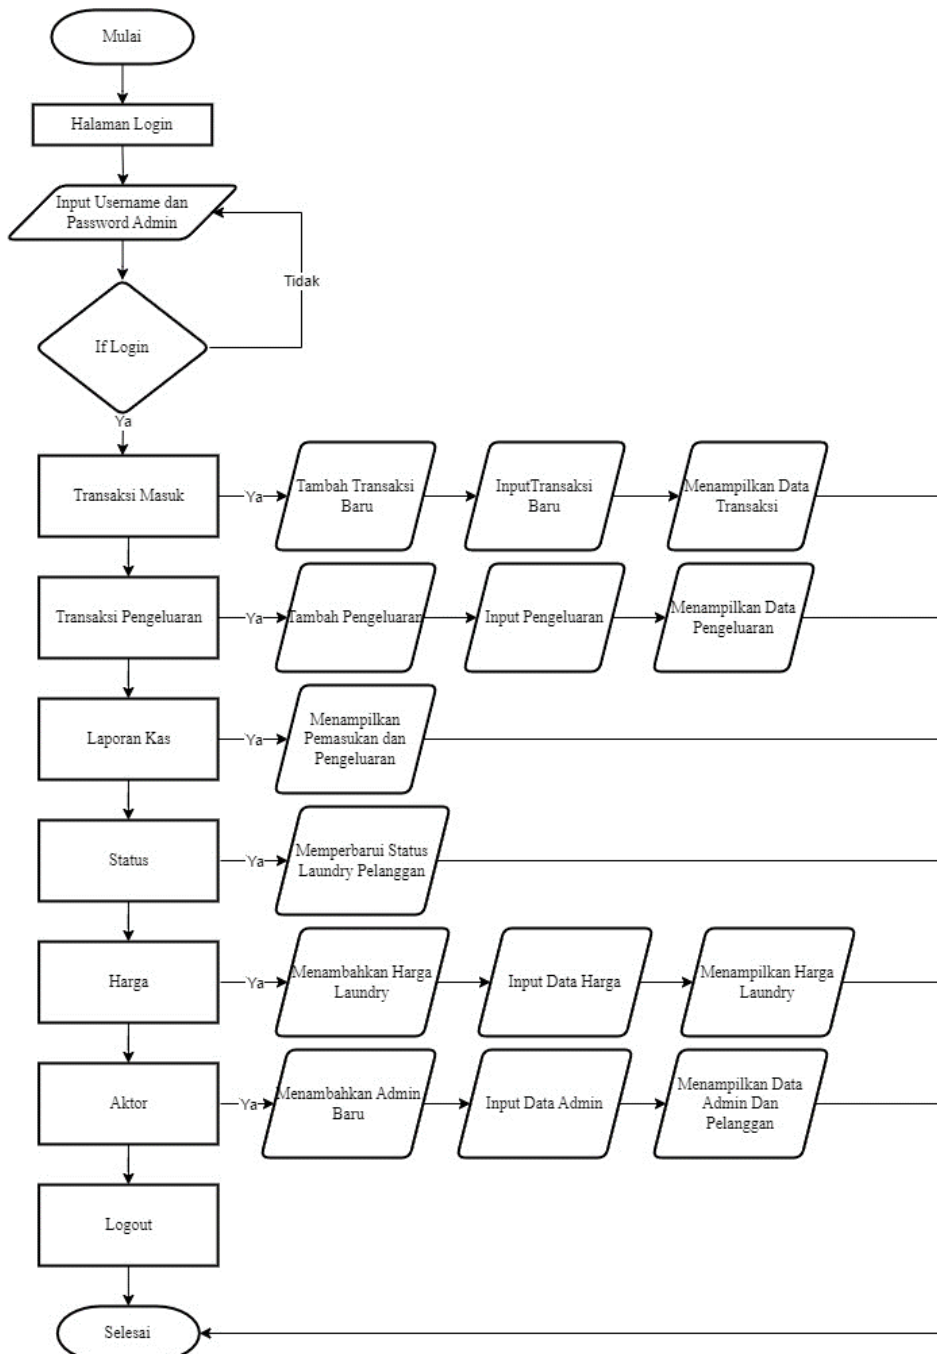 Mulai
Halaman Login
Input Username dan
Password Admin
Tidak
If Login
Ya
Transaksi Masuk
Ya
Tambah Transaksi
Baru
InputTransaksi
Baru
Menampilkan Data
Transaksi
Transaksi Pengeluaran
Ya
Tambah Pengeluaran
Input Pengeluaran
Menampilkan Data
Pengeluaran
Laporan Kas
Ya
Menampilkan
Pemasukan dan
Pengeluaran
Status
Ya
Memperbarui Status
Laundry Pelanggan
Harga
Ya
Menambahkan Harga
Laundry
Input Data Harga
Menampilkan Harga
Laundry
Aktor
Ya
Menambahkan Admin
Baru
Input Data Admin
Menampilkan Data
Admin Dan
Pelanggan
Logout
Selesai